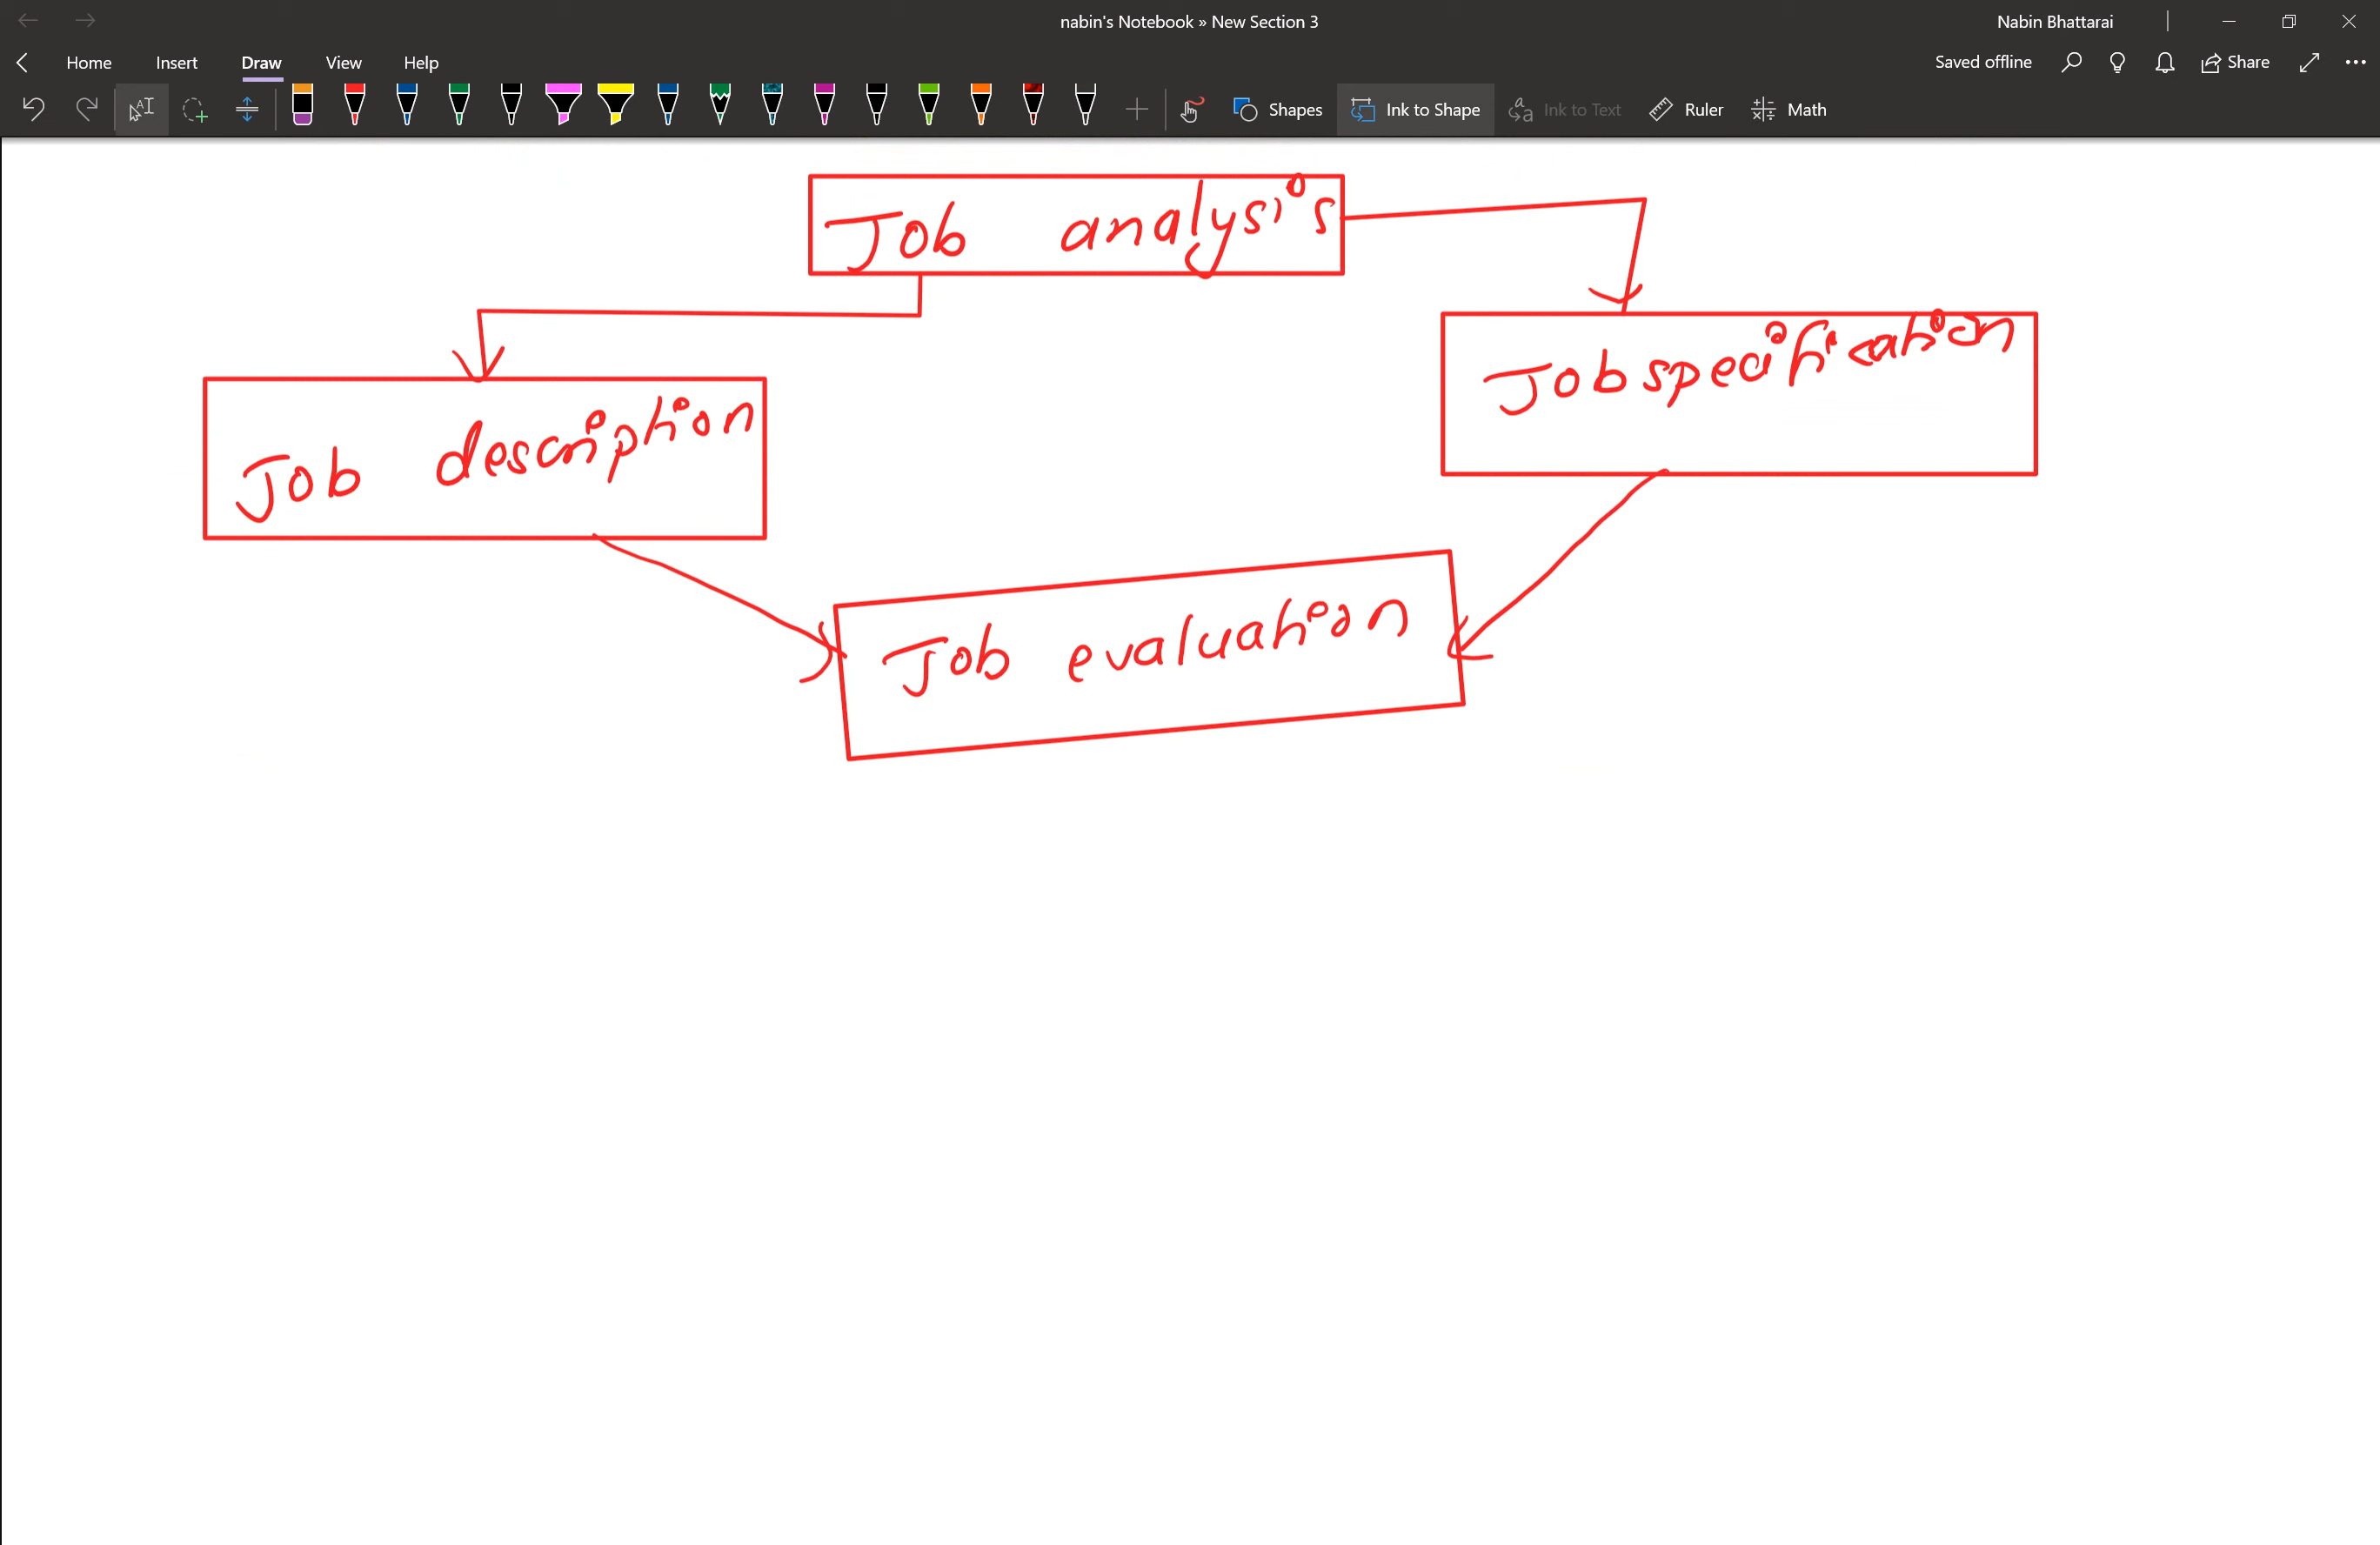 nabin's Notebook » New Section 3
Nabin Bhattarai
Home Insert Draw View Help
Saved offline
Share
Shapes
Ink to Shape
Ink to Text
Ruler
Math
Job analysis
Job description
Job specification
Job evaluation